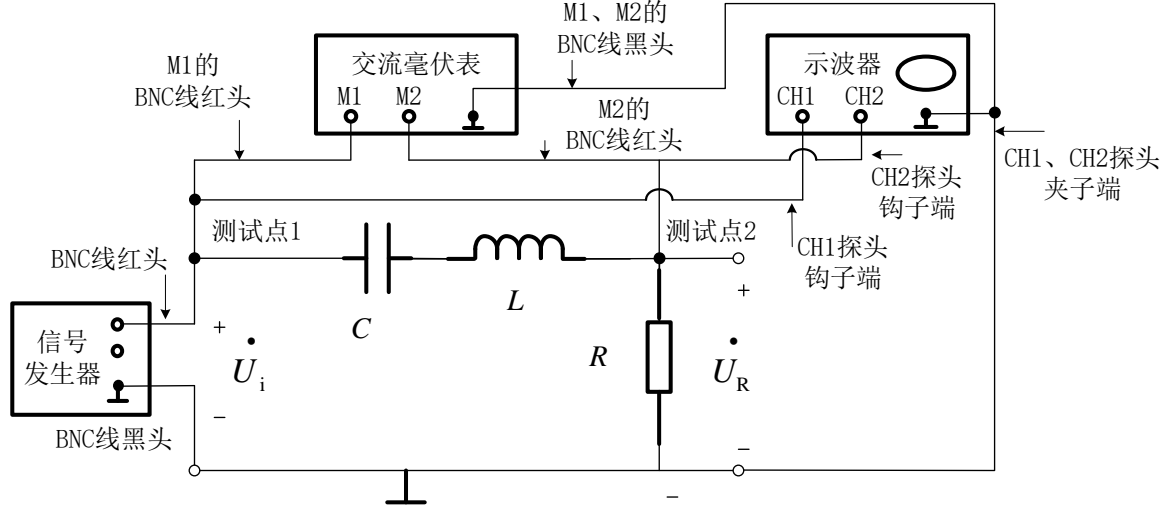 M1、M2的
BNC线黑头
M1的
BNC线红头
交流毫伏表
M1
M2
示波器
CH1
CH2
M2的
BNC线红头
CH1、CH2探头
夹子端
CH2探头
钩子端
测试点1
测试点2
CH1探头
钩子端
BNC线红头
C
L
信号
发生器
+
U̇i
−
R
+
U̇R
−
BNC线黑头
−